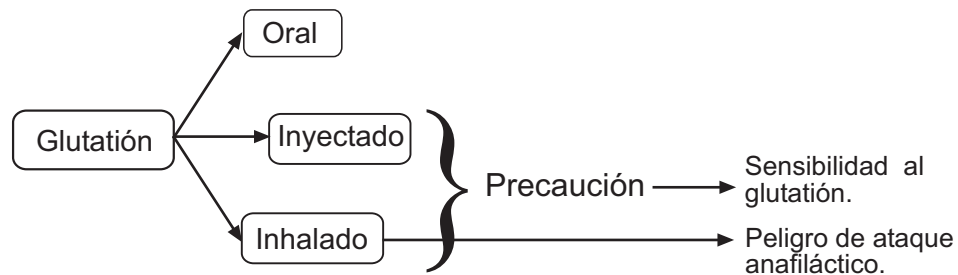 Oral
Glutatión
Inyectado
Precaución
Sensibilidad al
glutatión.
Inhalado
Peligro de ataque
anafiláctico.